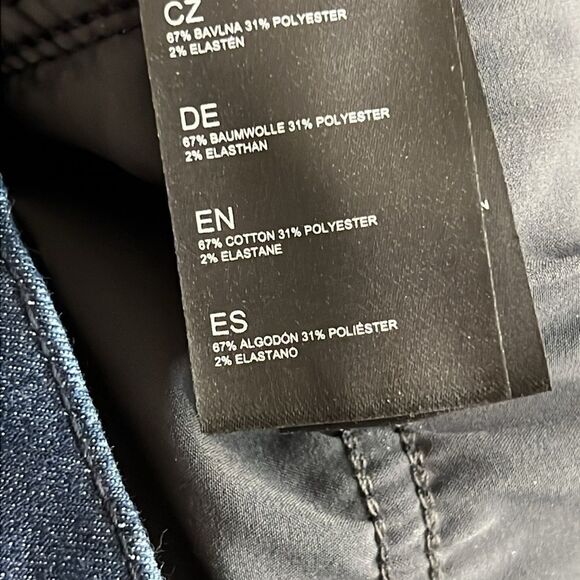 CZ
67% BAVLNA 31% POLYESTER
2% ELASTEN
DE
67% BAUMWOLLE 31% POLYESTER
2% ELASTHAN
EN
67% COTTON 31% POLYESTER
2% ELASTANE
ES
67% ALGODÓN 31% POLIÉSTER
2% ELASTANO